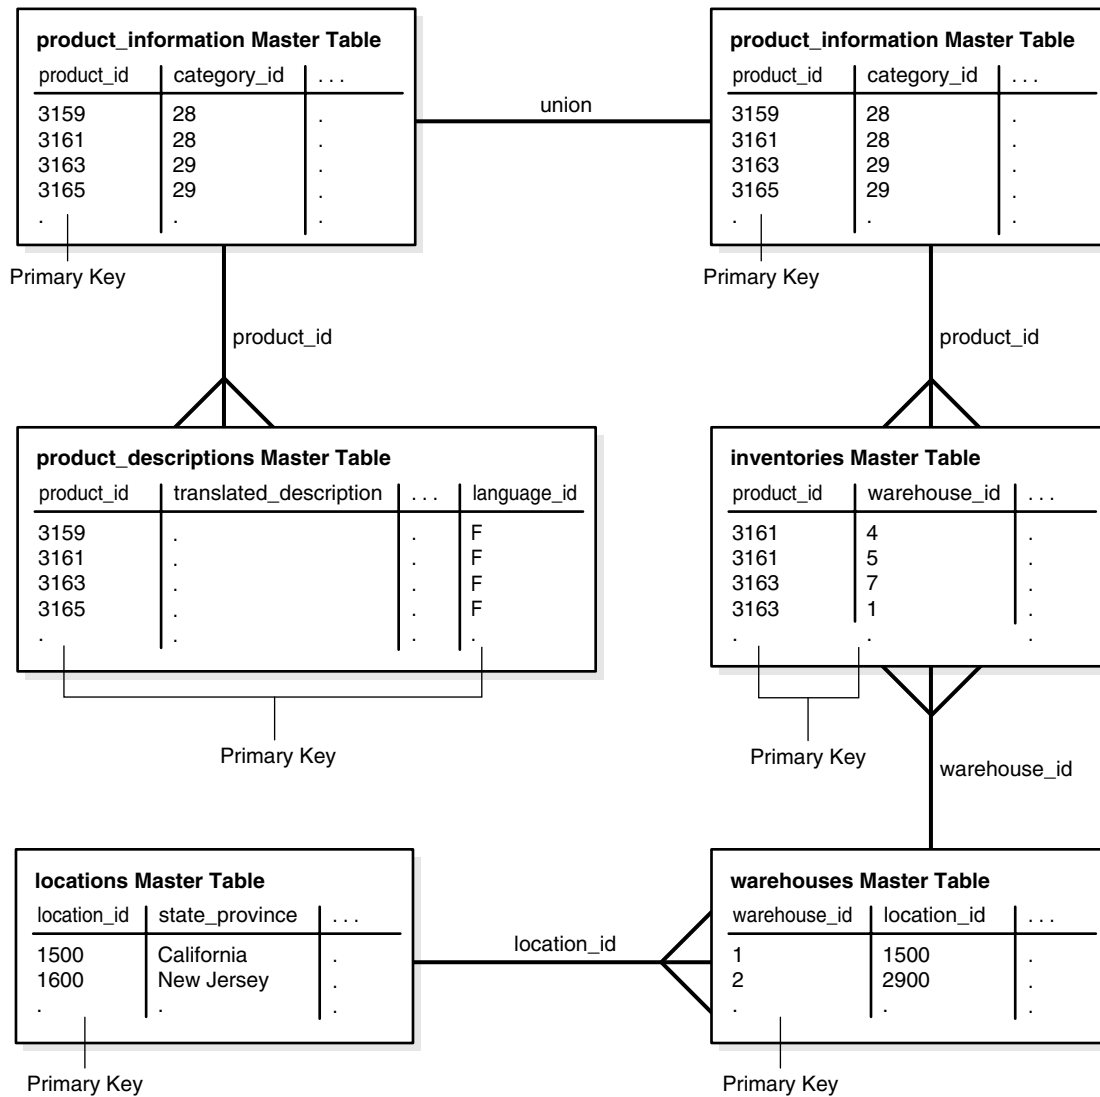 product_information Master Table
product_id category_id ...
3159 28 .
3161 28 .
3163 29 .
3165 29 .
. . .
Primary Key
union
product_information Master Table
product_id category_id ...
3159 28 .
3161 28 .
3163 29 .
3165 29 .
. . .
Primary Key
product_id
product_id
product_descriptions Master Table
product_id translated_description ... language_id
3159 . . F
3161 . . F
3163 . . F
3165 . . F
. . . .
Primary Key
inventories Master Table
product_id warehouse_id ...
3161 4 .
3161 5 .
3163 7 .
3163 1 .
. . .
Primary Key
warehouse_id
locations Master Table
location_id state_province ...
1500 California .
1600 New Jersey .
. . .
Primary Key
location_id
warehouses Master Table
warehouse_id location_id ...
1 1500 .
2 2900 .
. . .
Primary Key